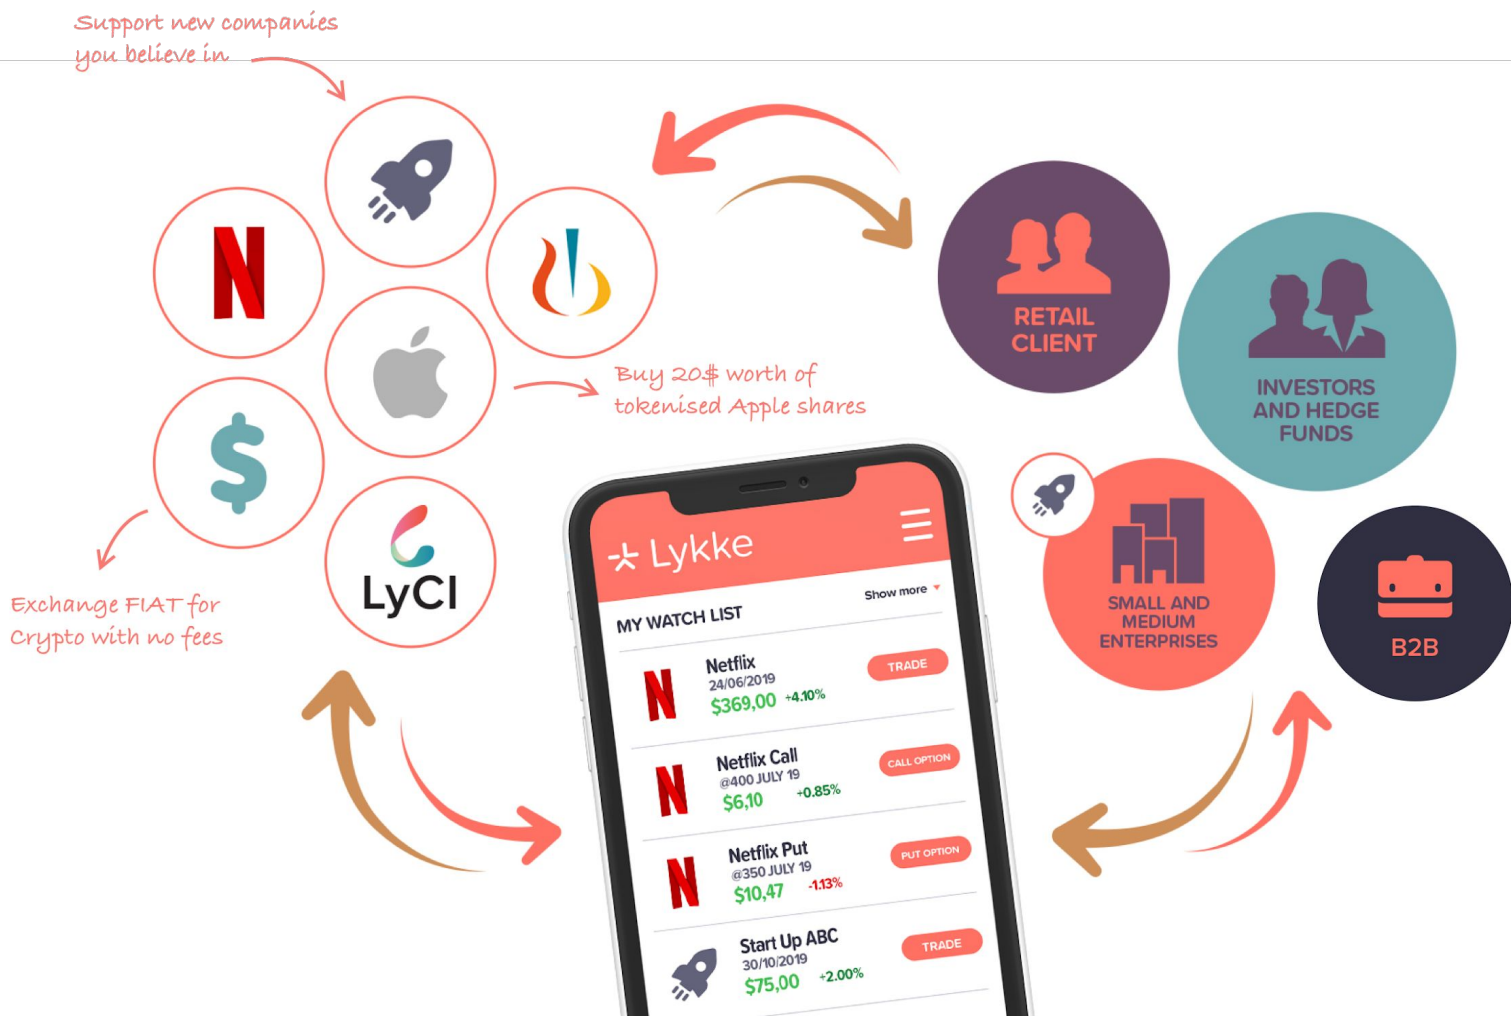 Support new companies
you believe in
Buy 20$ worth of
tokenised Apple shares
LyCI
Exchange FIAT for
Crypto with no fees
RETAIL
CLIENT
INVESTORS
AND HEDGE
FUNDS
SMALL AND
MEDIUM
ENTERPRISES
B2B
Lykke
MY WATCH LIST
Show more
Netflix
24/06/2019
$369,00 +4.10%
TRADE
Netflix Call
@400 JULY 19
$6,10 +0.85%
CALL OPTION
Netflix Put
@350 JULY 19
$10,47 -1.13%
PUT OPTION
Start Up ABC
30/10/2019
$75,00 +2.00%
TRADE